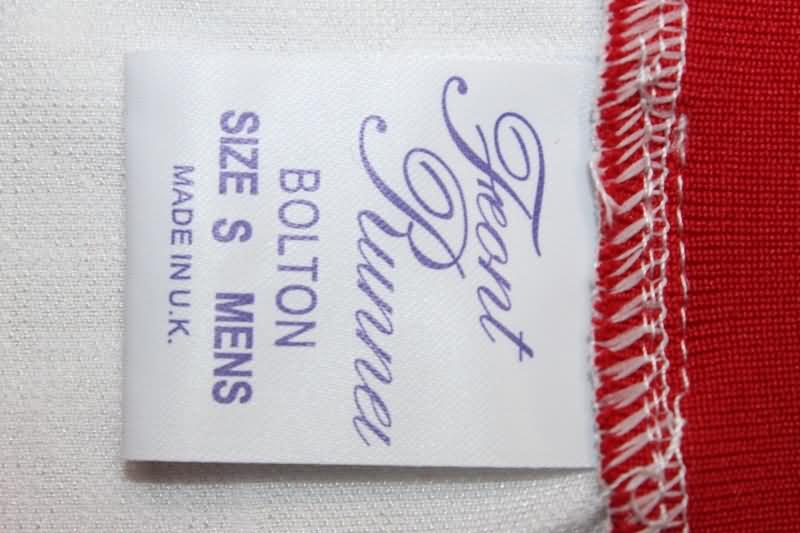 Front
Runner
BOLTON
SIZE S MENS
MADE IN U.K.